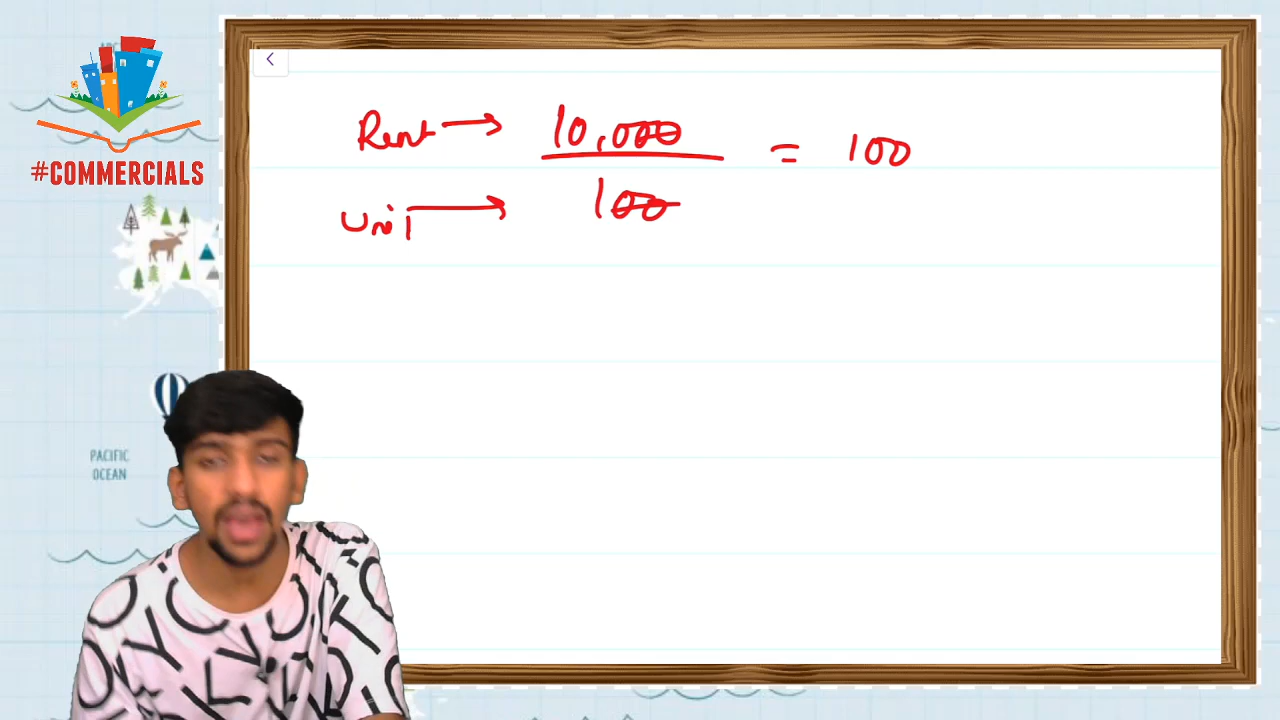 #COMMERCIALS
Rent → 10,000 = 100
Unit → 100
PACIFIC
OCEAN